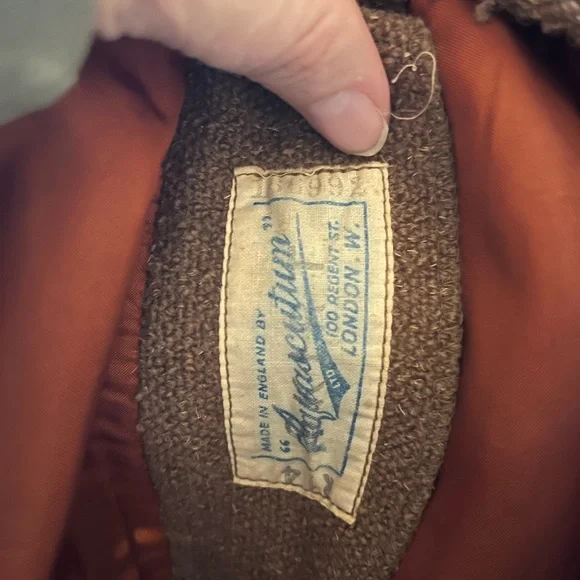 MADE IN ENGLAND BY
"Aquascutum"
LTD
100 REGENT ST.
LONDON. W.